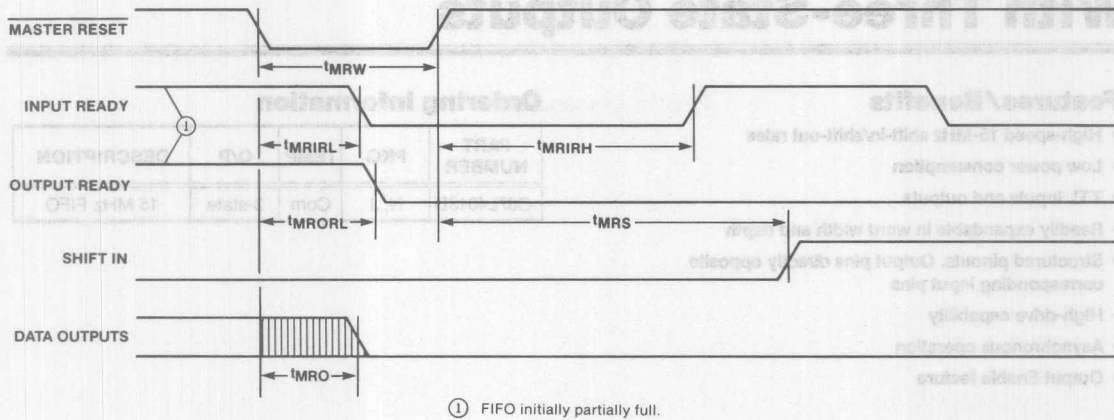 with Three-State Outputs
MASTER RESET
tMRW
INPUT READY
Features/Benefits
Ordering Information
①
High-speed 15-MHz shift-in/shift-out rates
PART NUMBER PKG TEMP O/P DESCRIPTION
tMRIRL
tMRIRH
Low power consumption
OUTPUT READY
Com 3-state 15 MHz FIFO
TTL inputs and outputs
tMRORL
tMRS
Readily expandable in word width and depth
SHIFT IN
Structured pinouts. Output pins directly opposite
corresponding input pins
DATA OUTPUTS
High-drive capability
Asynchronous operation
tMRO
Output Enable feature
① FIFO initially partially full.